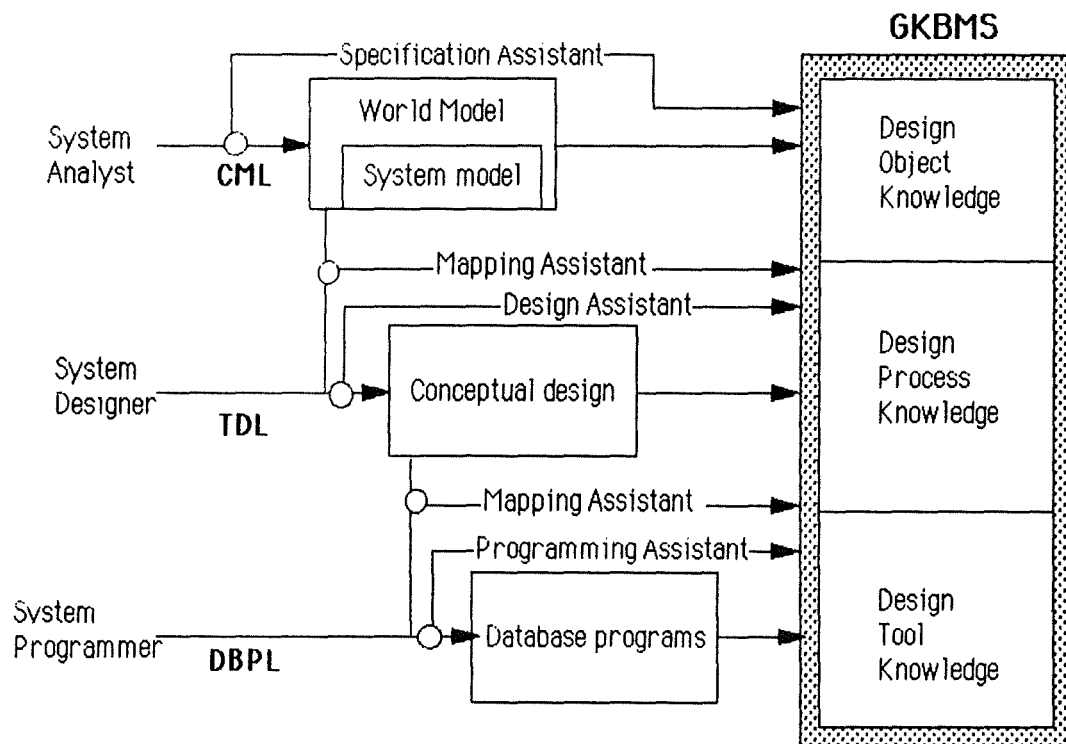 GKBMS
Specification Assistant
World Model
System model
System
Analyst
CML
Design
Object
Knowledge
Mapping Assistant
Design Assistant
System
Designer
TDL
Conceptual design
Design
Process
Knowledge
Mapping Assistant
Programming Assistant
System
Programmer
DBPL
Database programs
Design
Tool
Knowledge